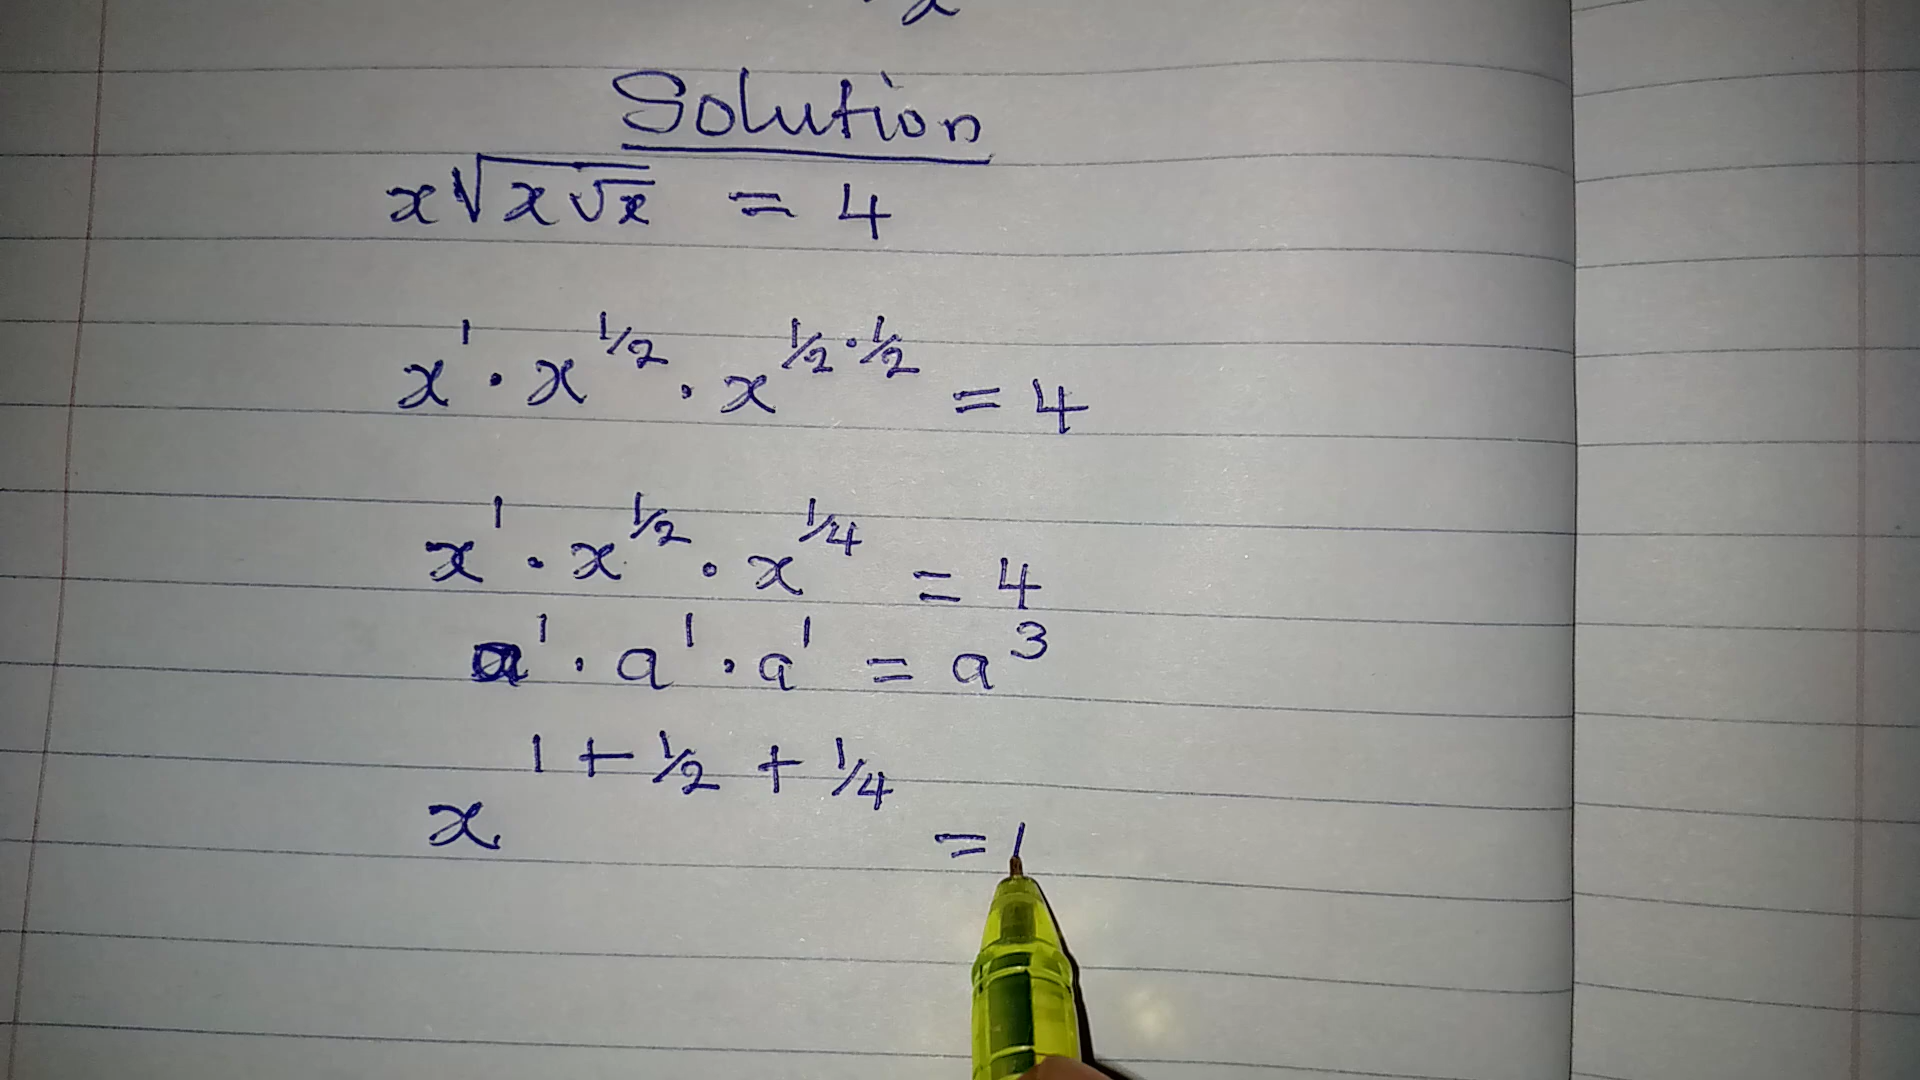 Solution
x√(x√x) = 4
x¹ · x^(1/2) · x^(1/2 · 1/2) = 4
x¹ · x^(1/2) · x^(1/4) = 4
a¹ · a¹ · a¹ = a³
x^(1 + 1/2 + 1/4) =